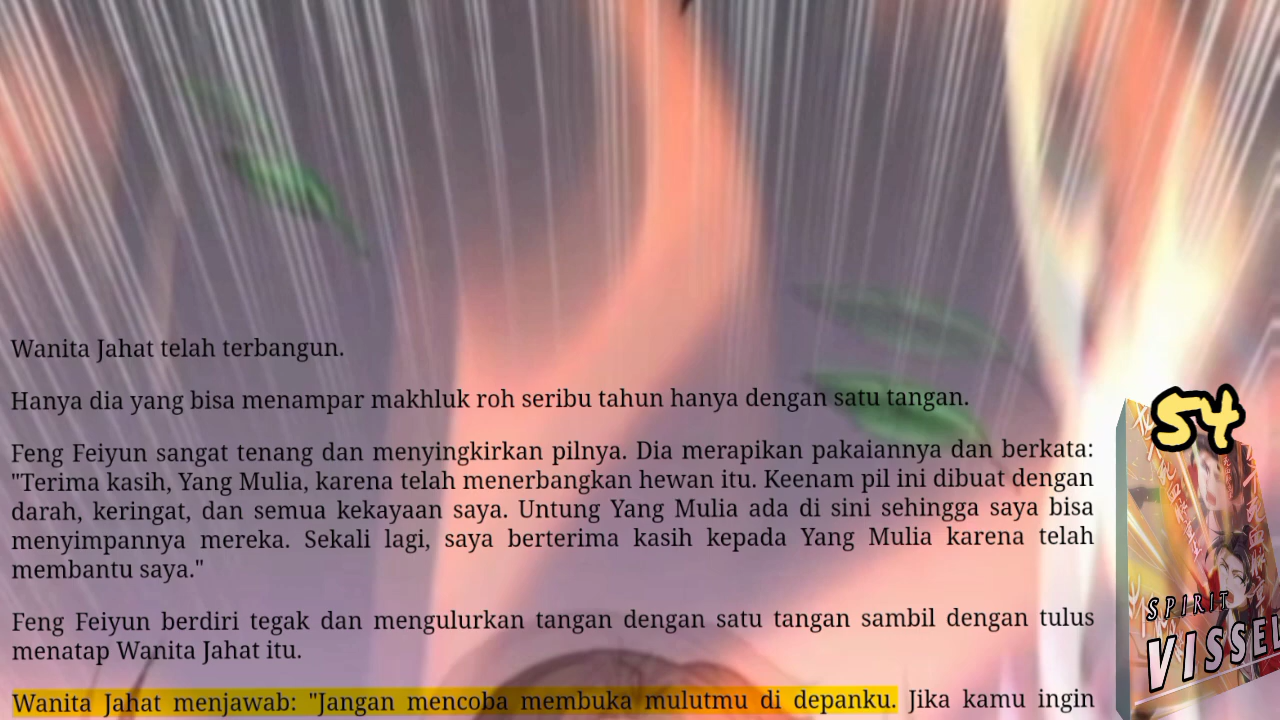 Wanita Jahat telah terbangun.
Hanya dia yang bisa menampar makhluk roh seribu tahun hanya dengan satu tangan.
Feng Feiyun sangat tenang dan menyingkirkan pilnya. Dia merapikan pakaiannya dan berkata:
"Terima kasih, Yang Mulia, karena telah menerbangkan hewan itu. Keenam pil ini dibuat dengan
darah, keringat, dan semua kekayaan saya. Untung Yang Mulia ada di sini sehingga saya bisa
menyimpannya mereka. Sekali lagi, saya berterima kasih kepada Yang Mulia karena telah
membantu saya."
Feng Feiyun berdiri tegak dan mengulurkan tangan dengan satu tangan sambil dengan tulus
menatap Wanita Jahat itu.
Wanita Jahat menjawab: "Jangan mencoba membuka mulutmu di depanku. Jika kamu ingin
54
SPIRIT
VISSEL